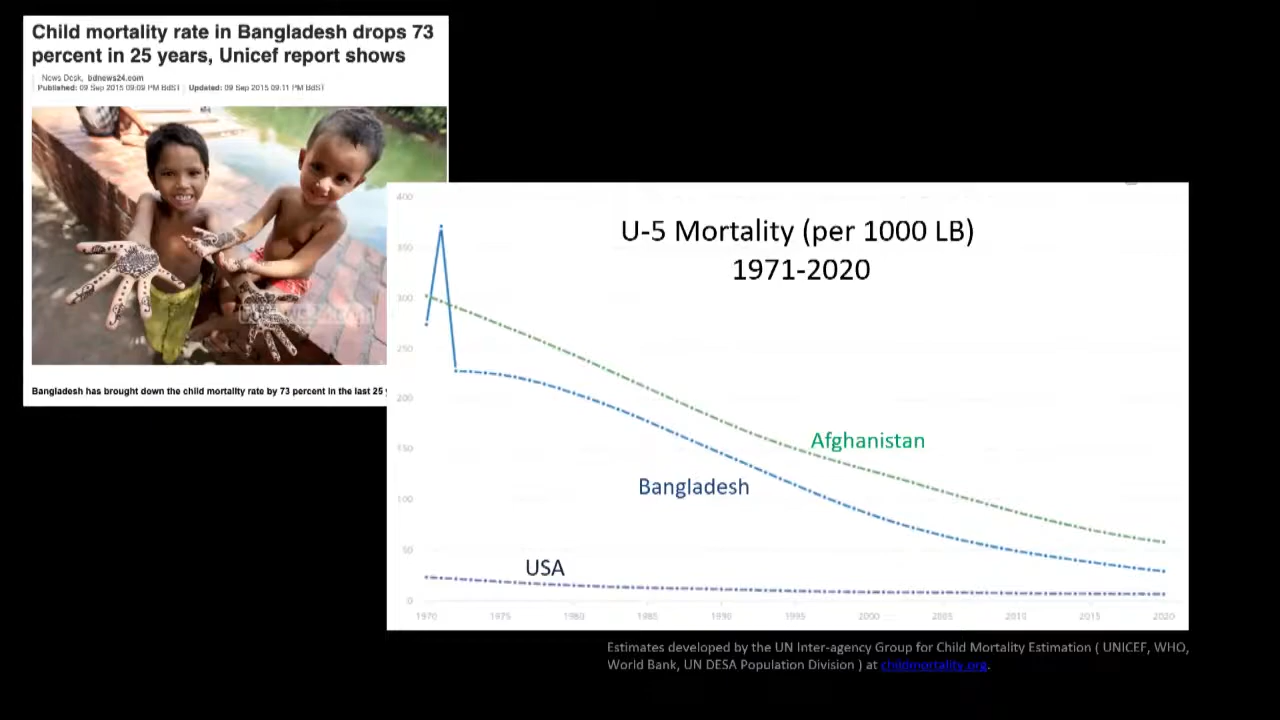 Child mortality rate in Bangladesh drops 73
percent in 25 years, Unicef report shows
News Desk, bdnews24.com
Published: 09 Sep 2015 09:09 PM BdST Updated: 09 Sep 2015 09:11 PM BdST
Bangladesh has brought down the child mortality rate by 73 percent in the last 25
U-5 Mortality (per 1000 LB)
1971-2020
400
350
300
250
200
150
100
50
0
Afghanistan
Bangladesh
USA
1970 1975 1980 1985 1990 1995 2000 2005 2010 2015 2020
Estimates developed by the UN Inter-agency Group for Child Mortality Estimation ( UNICEF, WHO,
World Bank, UN DESA Population Division ) at childmortality.org.